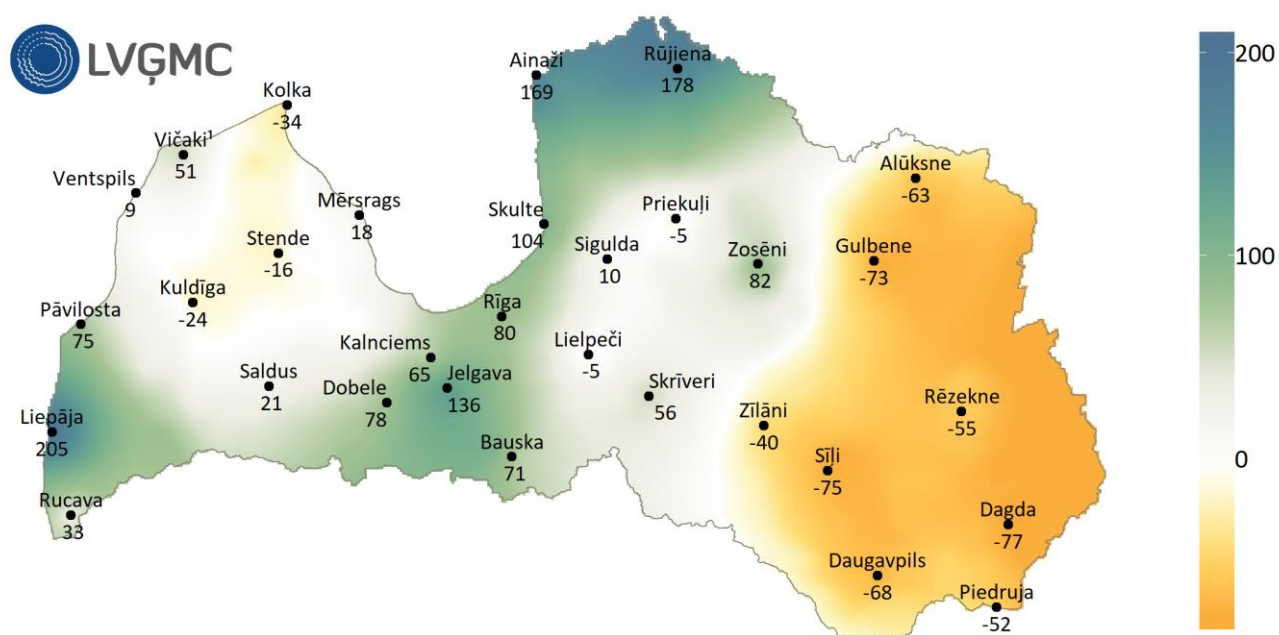 LVĢMC
Ainaži
169
Rūjiena
178
200
Kolka
-34
Vičaki¹
51
Alūksne
-63
Ventspils
9
Mērsrags
18
Skulte
104
Priekuļi
-5
Stende
-16
Sigulda
10
Zosēni
82
Gulbene
-73
100
Kuldīga
-24
Pāvilosta
75
Rīga
80
Kalnciems
65
Lielpeči
-5
Saldus
21
Dobele
78
Jelgava
136
Skrīveri
56
Zīlāni
-40
Rēzekne
-55
Liepāja
205
Bauska
71
Sīļi
-75
0
Rucava
33
Dagda
-77
Daugavpils
-68
Piedruja
-52